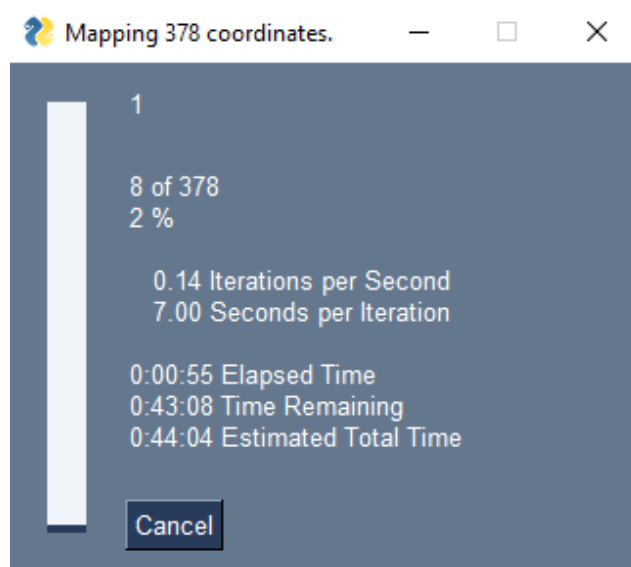 Mapping 378 coordinates.
1
8 of 378
2 %
0.14 Iterations per Second
7.00 Seconds per Iteration
0:00:55 Elapsed Time
0:43:08 Time Remaining
0:44:04 Estimated Total Time
Cancel